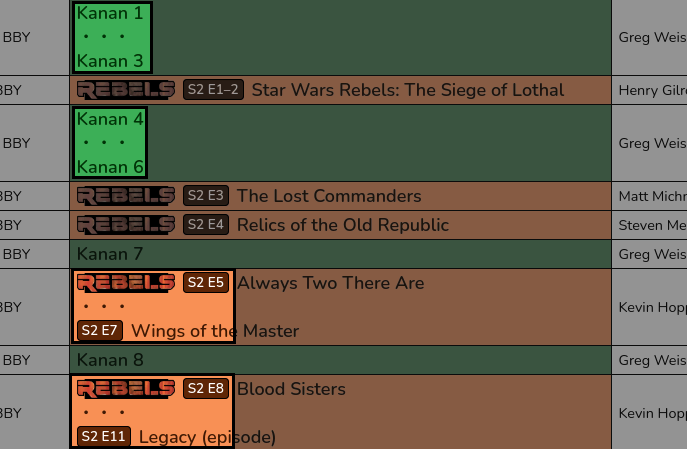 Kanan 1
BBY . . . Greg Weis
Kanan 3
BBY REBELS S2 E1–2 Star Wars Rebels: The Siege of Lothal Henry Gilr
Kanan 4
BBY . . . Greg Weis
Kanan 6
BBY REBELS S2 E3 The Lost Commanders Matt Michn
BBY REBELS S2 E4 Relics of the Old Republic Steven Me
BBY Kanan 7 Greg Weis
REBELS S2 E5 Always Two There Are
BBY . . . Kevin Hopp
S2 E7 Wings of the Master
BBY Kanan 8 Greg Weis
REBELS S2 E8 Blood Sisters
BBY . . . Kevin Hopp
S2 E11 Legacy (episode)